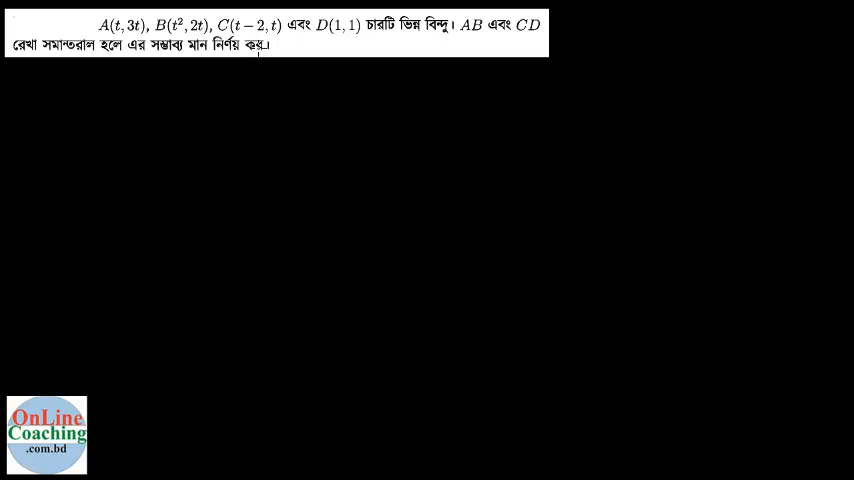 A(t, 3t), B(t², 2t), C(t − 2, t) এবং D(1, 1) চারটি ভিন্ন বিন্দু। AB এবং CD
রেখা সমান্তরাল হলে এর সম্ভাব্য মান নির্ণয় কর।
OnLine
Coaching
.com.bd